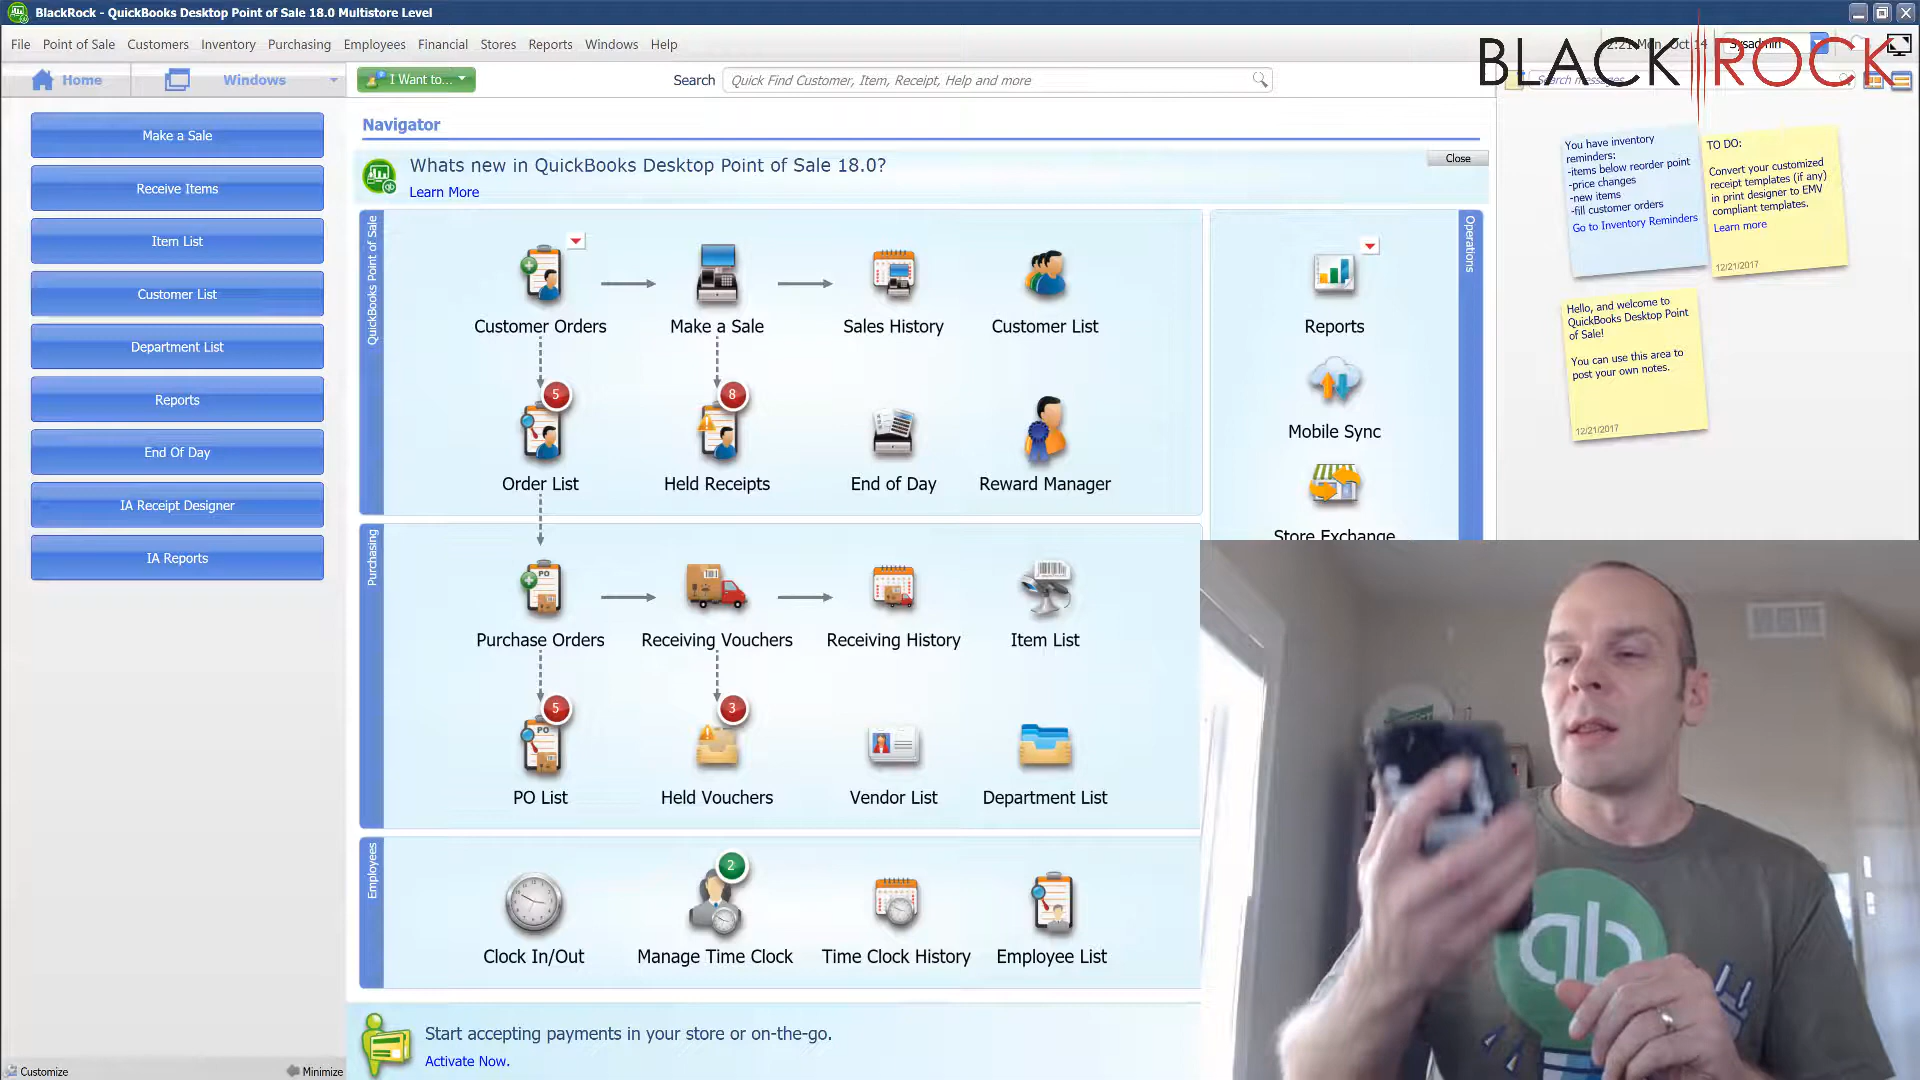 BlackRock - QuickBooks Desktop Point of Sale 18.0 Multistore Level
File Point of Sale Customers Inventory Purchasing Employees Financial Stores Reports Windows Help
2:21 Mon, Oct 14 Sysadmin
BLACK ROCK
Home Windows I Want to... Search Quick Find Customer, Item, Receipt, Help and more
Search messages...
Make a Sale
Receive Items
Item List
Customer List
Department List
Reports
End Of Day
IA Receipt Designer
IA Reports
Customize
Minimize
Navigator
Whats new in QuickBooks Desktop Point of Sale 18.0?
Close
Learn More
QuickBooks Point of Sale
Customer Orders
Make a Sale
Sales History
Customer List
5
8
Order List
Held Receipts
End of Day
Reward Manager
Operations
Reports
Mobile Sync
Store Exchange
Purchasing
PO
Purchase Orders
Receiving Vouchers
Receiving History
Item List
5
3
PO
PO List
Held Vouchers
Vendor List
Department List
Employees
2
Clock In/Out
Manage Time Clock
Time Clock History
Employee List
Start accepting payments in your store or on-the-go.
Activate Now.
You have inventory
reminders:
-items below reorder point
-price changes
-new items
-fill customer orders
Go to Inventory Reminders
TO DO:
Convert your customized
receipt templates (if any)
in print designer to EMV
compliant templates.
Learn more
12/21/2017
Hello, and welcome to
QuickBooks Desktop Point
of Sale!
You can use this area to
post your own notes.
12/21/2017
qb